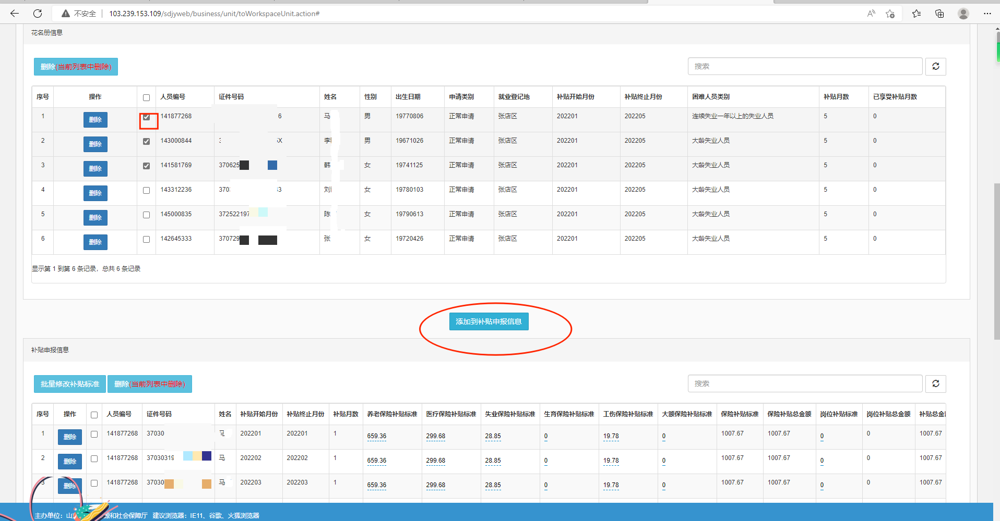 不安全 103.239.153.109/sdjyweb/business/unit/toWorkspaceUnit.action#
花名册信息
删除(当前列表中删除) 搜索
序号 操作 人员编号 证件号码 姓名 性别 出生日期 申请类别 就业登记地 补贴开始月份 补贴终止月份 困难人员类别 补贴月数 已享受补贴月数
1 删除 141877268 6 马 男 19770806 正常申请 张店区 202201 202205 连续失业一年以上的失业人员 5 0
2 删除 143000844 X 李 男 19671026 正常申请 张店区 202201 202205 大龄失业人员 5 0
3 删除 141581769 370625 韩 女 19741125 正常申请 张店区 202201 202205 大龄失业人员 5 0
4 删除 143312236 370 43 刘 女 19780103 正常申请 张店区 202201 202205 大龄失业人员 5 0
5 删除 145000835 37252219 陈 女 19790613 正常申请 张店区 202201 202205 大龄失业人员 5 0
6 删除 142645333 370729 张 女 19720426 正常申请 张店区 202201 202205 大龄失业人员 5 0
显示第 1 到第 6 条记录，总共 6 条记录
添加到补贴申报信息
补贴申报信息
批量修改补贴标准 删除(当前列表中删除) 搜索
序号 操作 人员编号 证件号码 姓名 补贴开始月份 补贴终止月份 补贴月数 养老保险补贴标准 医疗保险补贴标准 失业保险补贴标准 生育保险补贴标准 工伤保险补贴标准 大额保险补贴标准 保险补贴标准 保险补贴总金额 岗位补贴标准 岗位补贴总金额 补贴总金
1 删除 141877268 37030 马 202201 202201 1 659.36 299.68 28.85 0 19.78 0 1007.67 1007.67 0 0 1007.67
2 删除 141877268 37030319 马 202202 202202 1 659.36 299.68 28.85 0 19.78 0 1007.67 1007.67 0 0 1007.67
3 删除 141877268 37030 马 202203 202203 1 659.36 299.68 28.85 0 19.78 0 1007.67 1007.67 0 0 1007.67
主办单位：山 源和社会保障厅 建议浏览器：IE11、谷歌、火狐浏览器